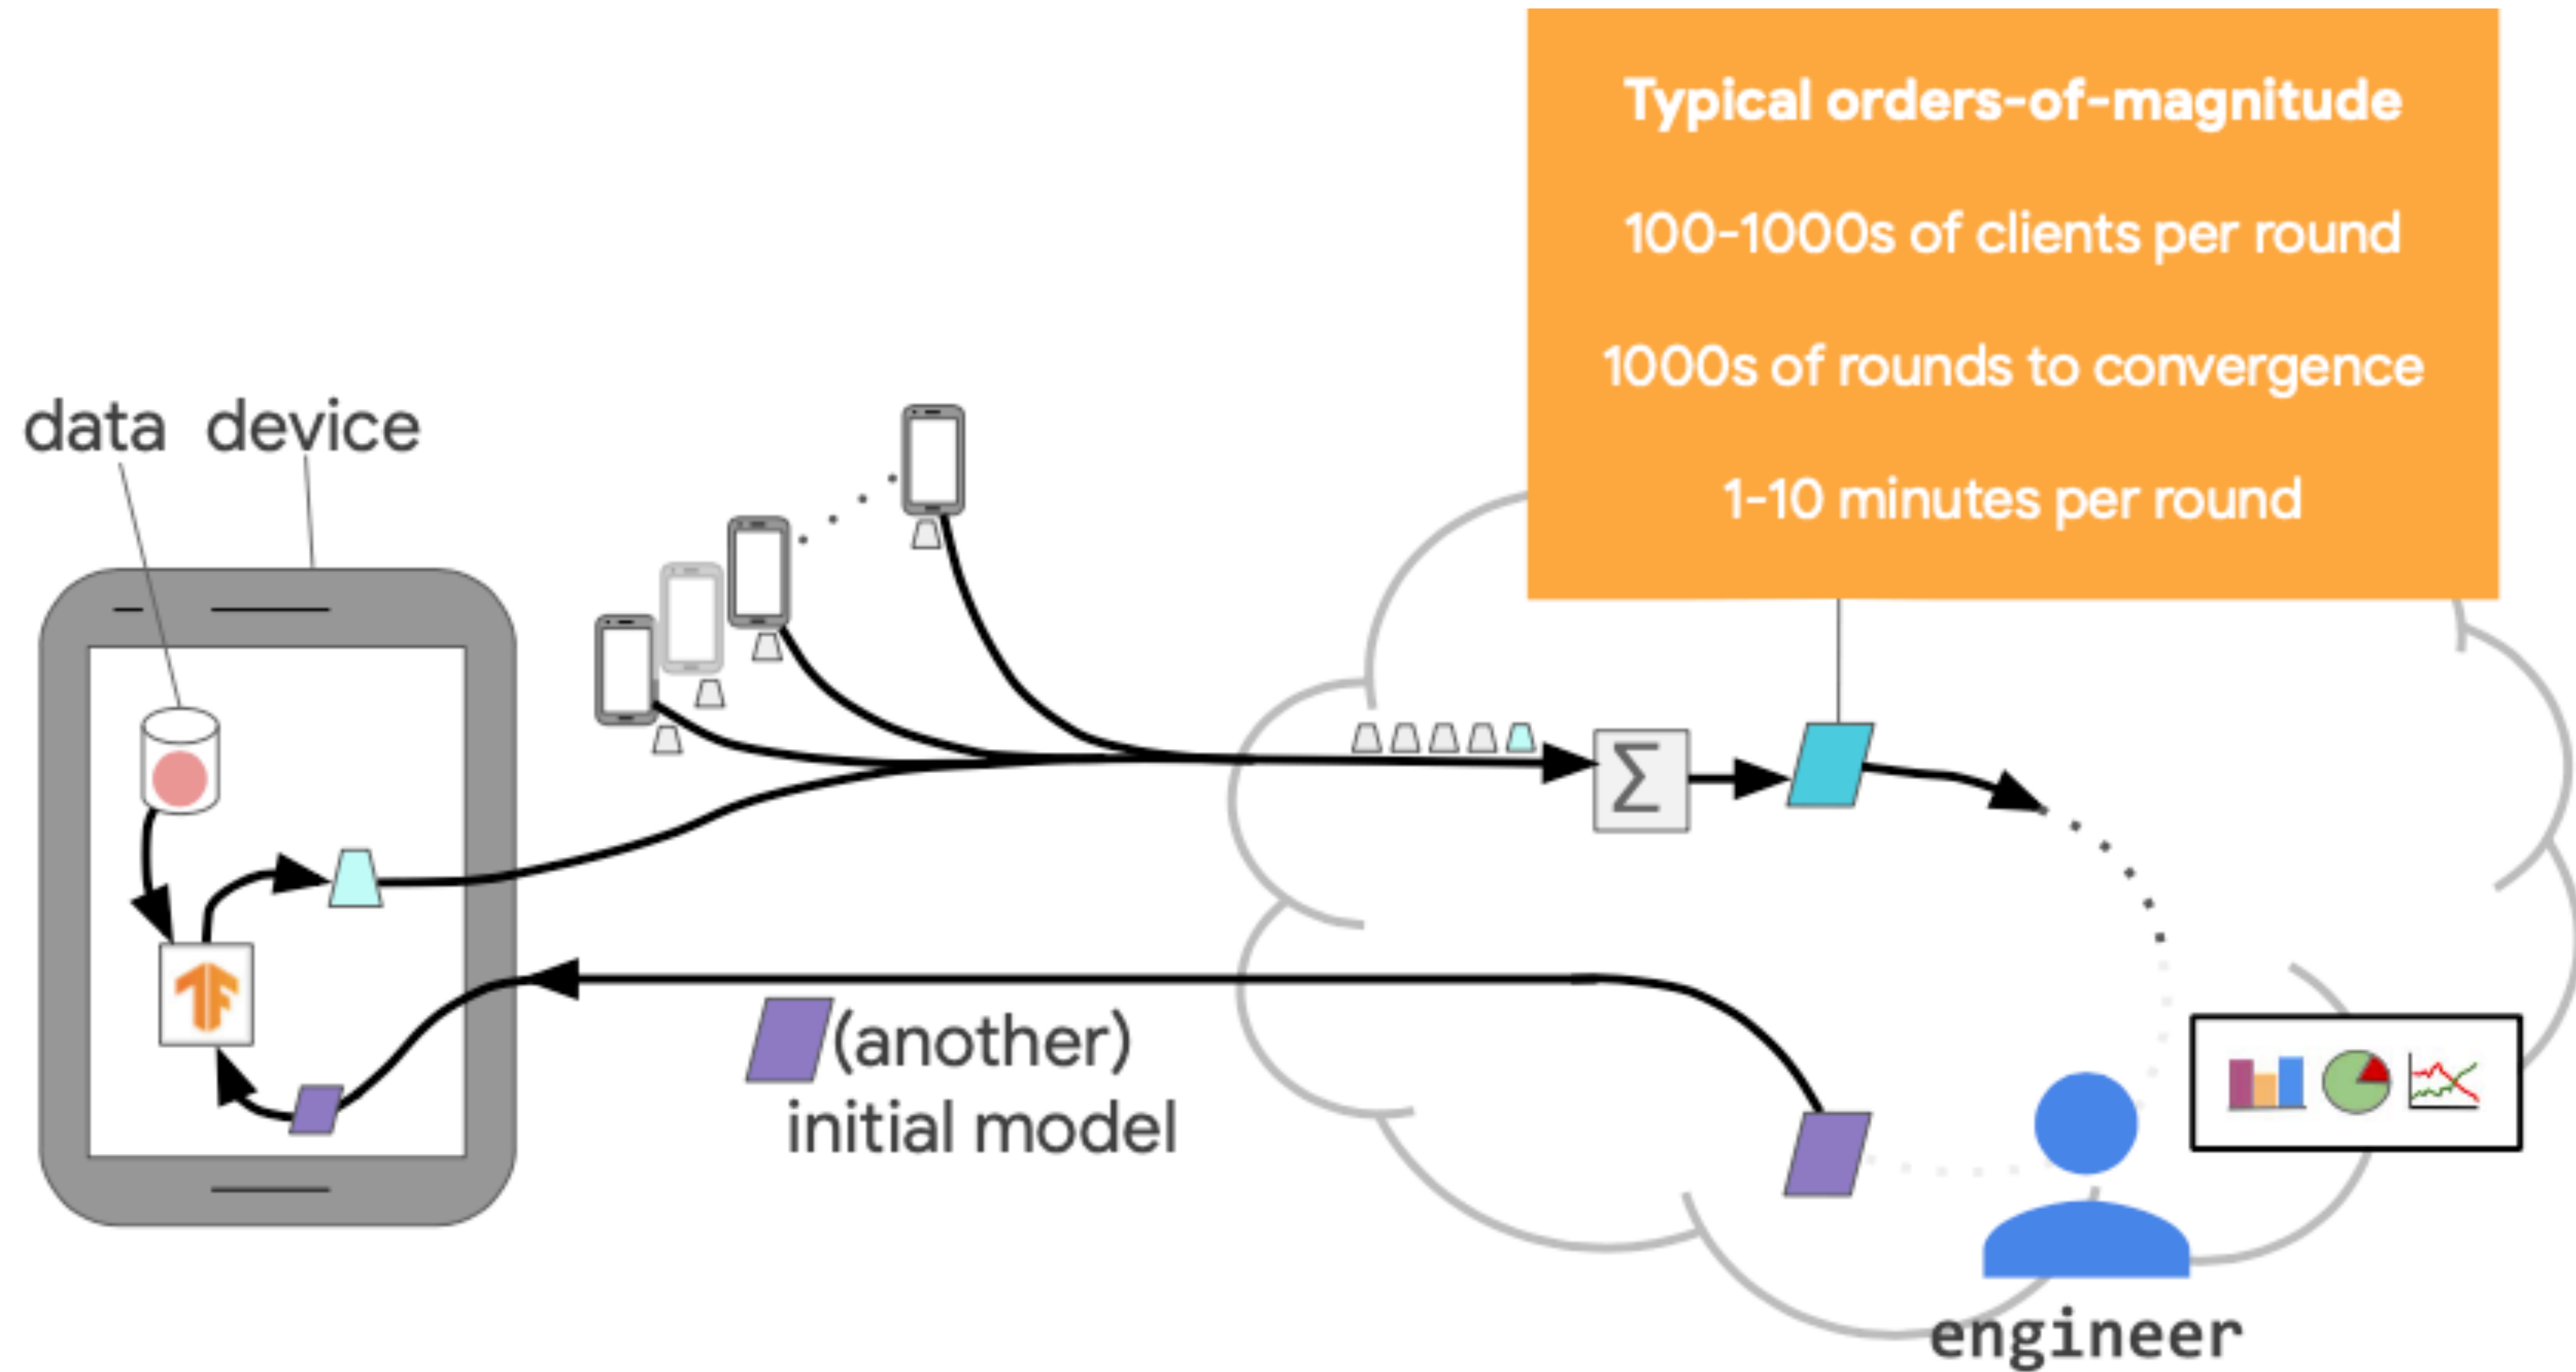 Typical orders-of-magnitude
100-1000s of clients per round
1000s of rounds to convergence
1-10 minutes per round
data device
Σ
(another)
initial model
engineer